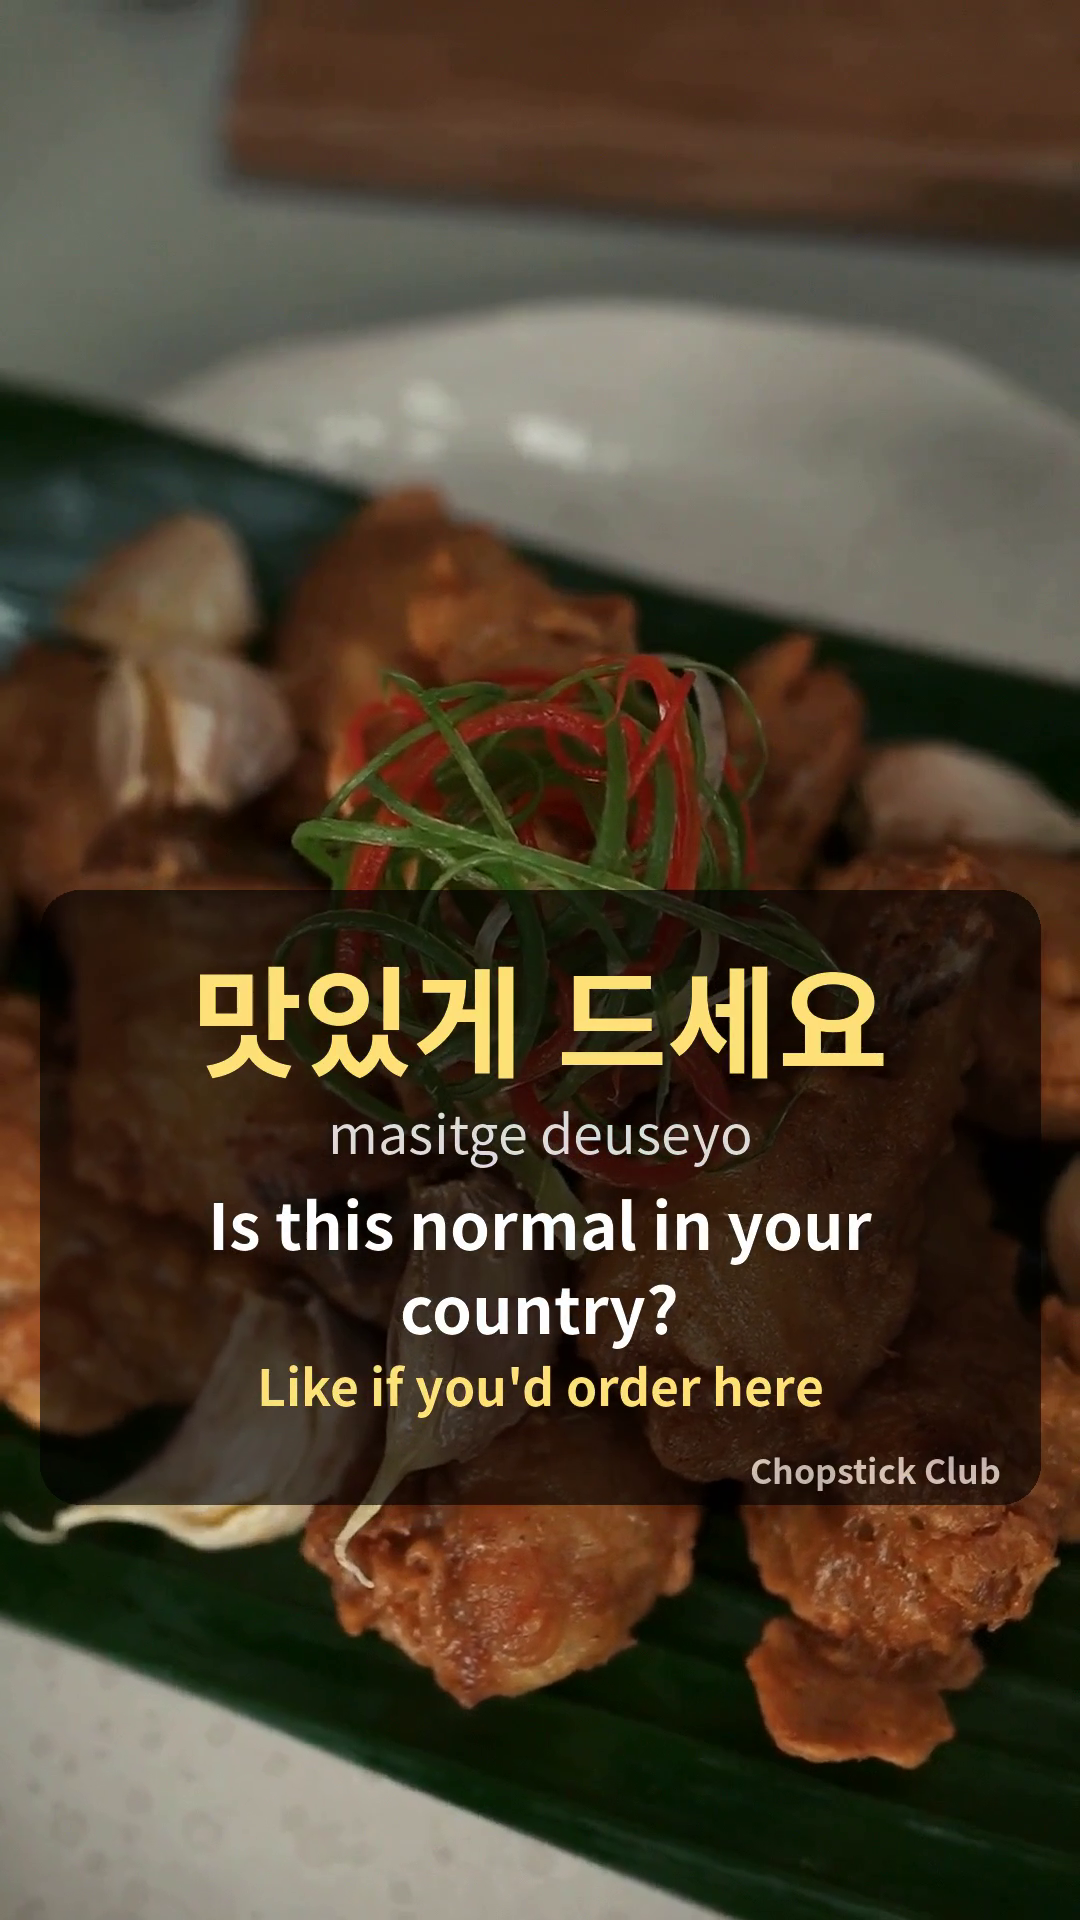 맛있게 드세요
masitge deuseyo
Is this normal in your
country?
Like if you'd order here
Chopstick Club